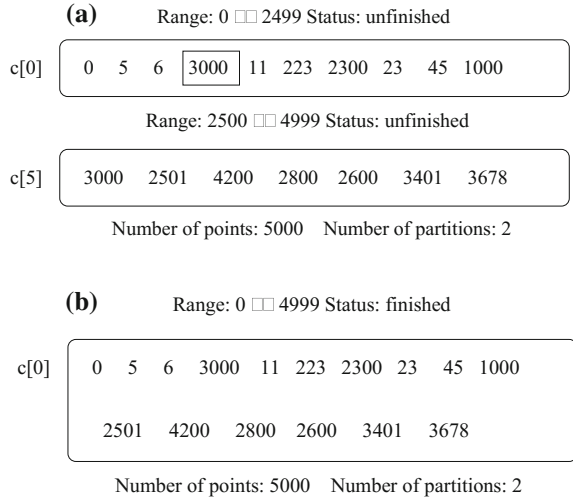 (a)
Range: 0 □□ 2499 Status: unfinished
c[0] 0 5 6 3000 11 223 2300 23 45 1000
Range: 2500 □□ 4999 Status: unfinished
c[5] 3000 2501 4200 2800 2600 3401 3678
Number of points: 5000 Number of partitions: 2
(b)
Range: 0 □□ 4999 Status: finished
c[0] 0 5 6 3000 11 223 2300 23 45 1000
2501 4200 2800 2600 3401 3678
Number of points: 5000 Number of partitions: 2